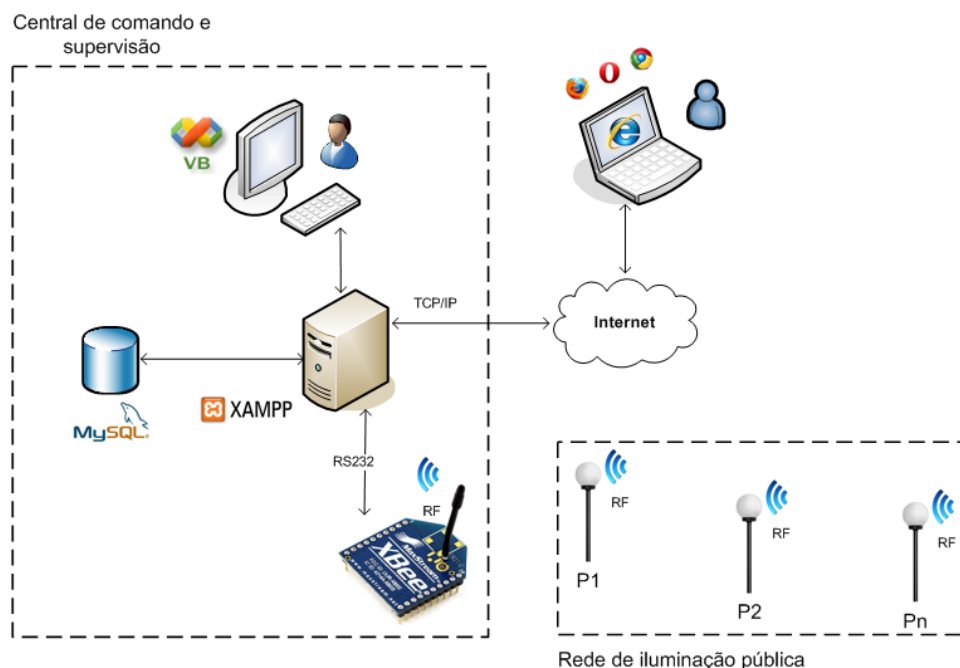 Central de comando e
supervisão
VB
TCP/IP
Internet
MySQL
XAMPP
RS232
RF
MaxStream
XBee
RF
P1
RF
P2
RF
Pn
Rede de iluminação pública